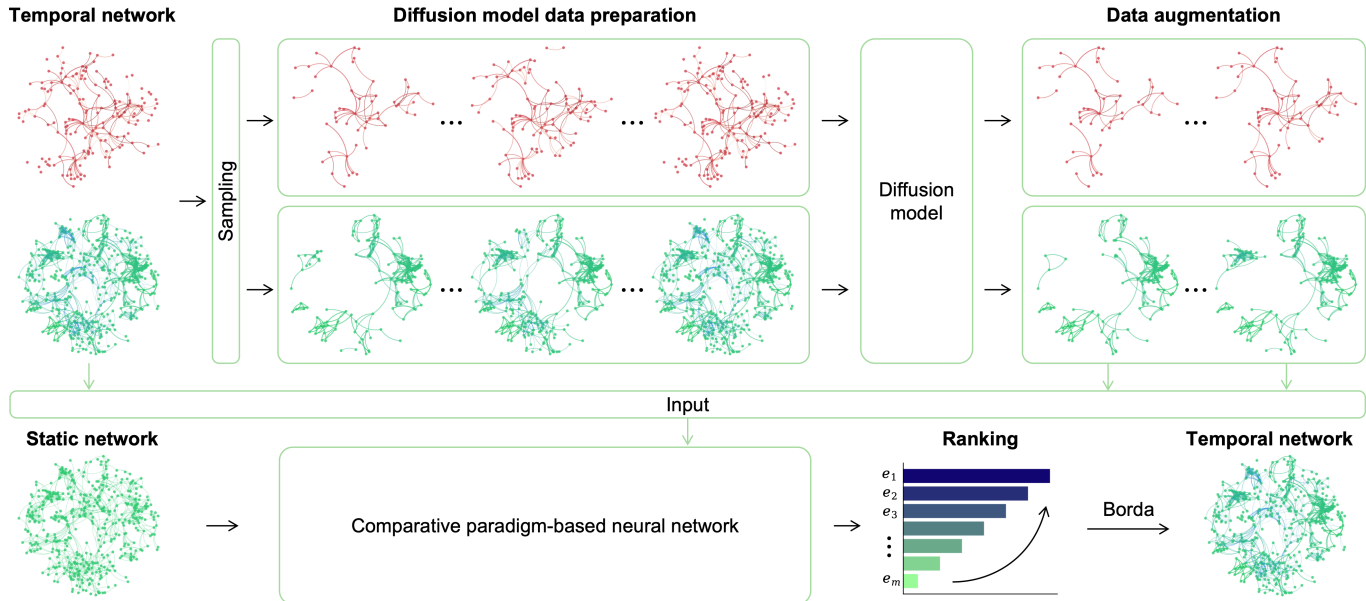 Temporal network
Diffusion model data preparation
Data augmentation
Sampling
Diffusion
model
Input
Static network
Comparative paradigm-based neural network
Ranking
e1
e2
e3
em
Borda
Temporal network